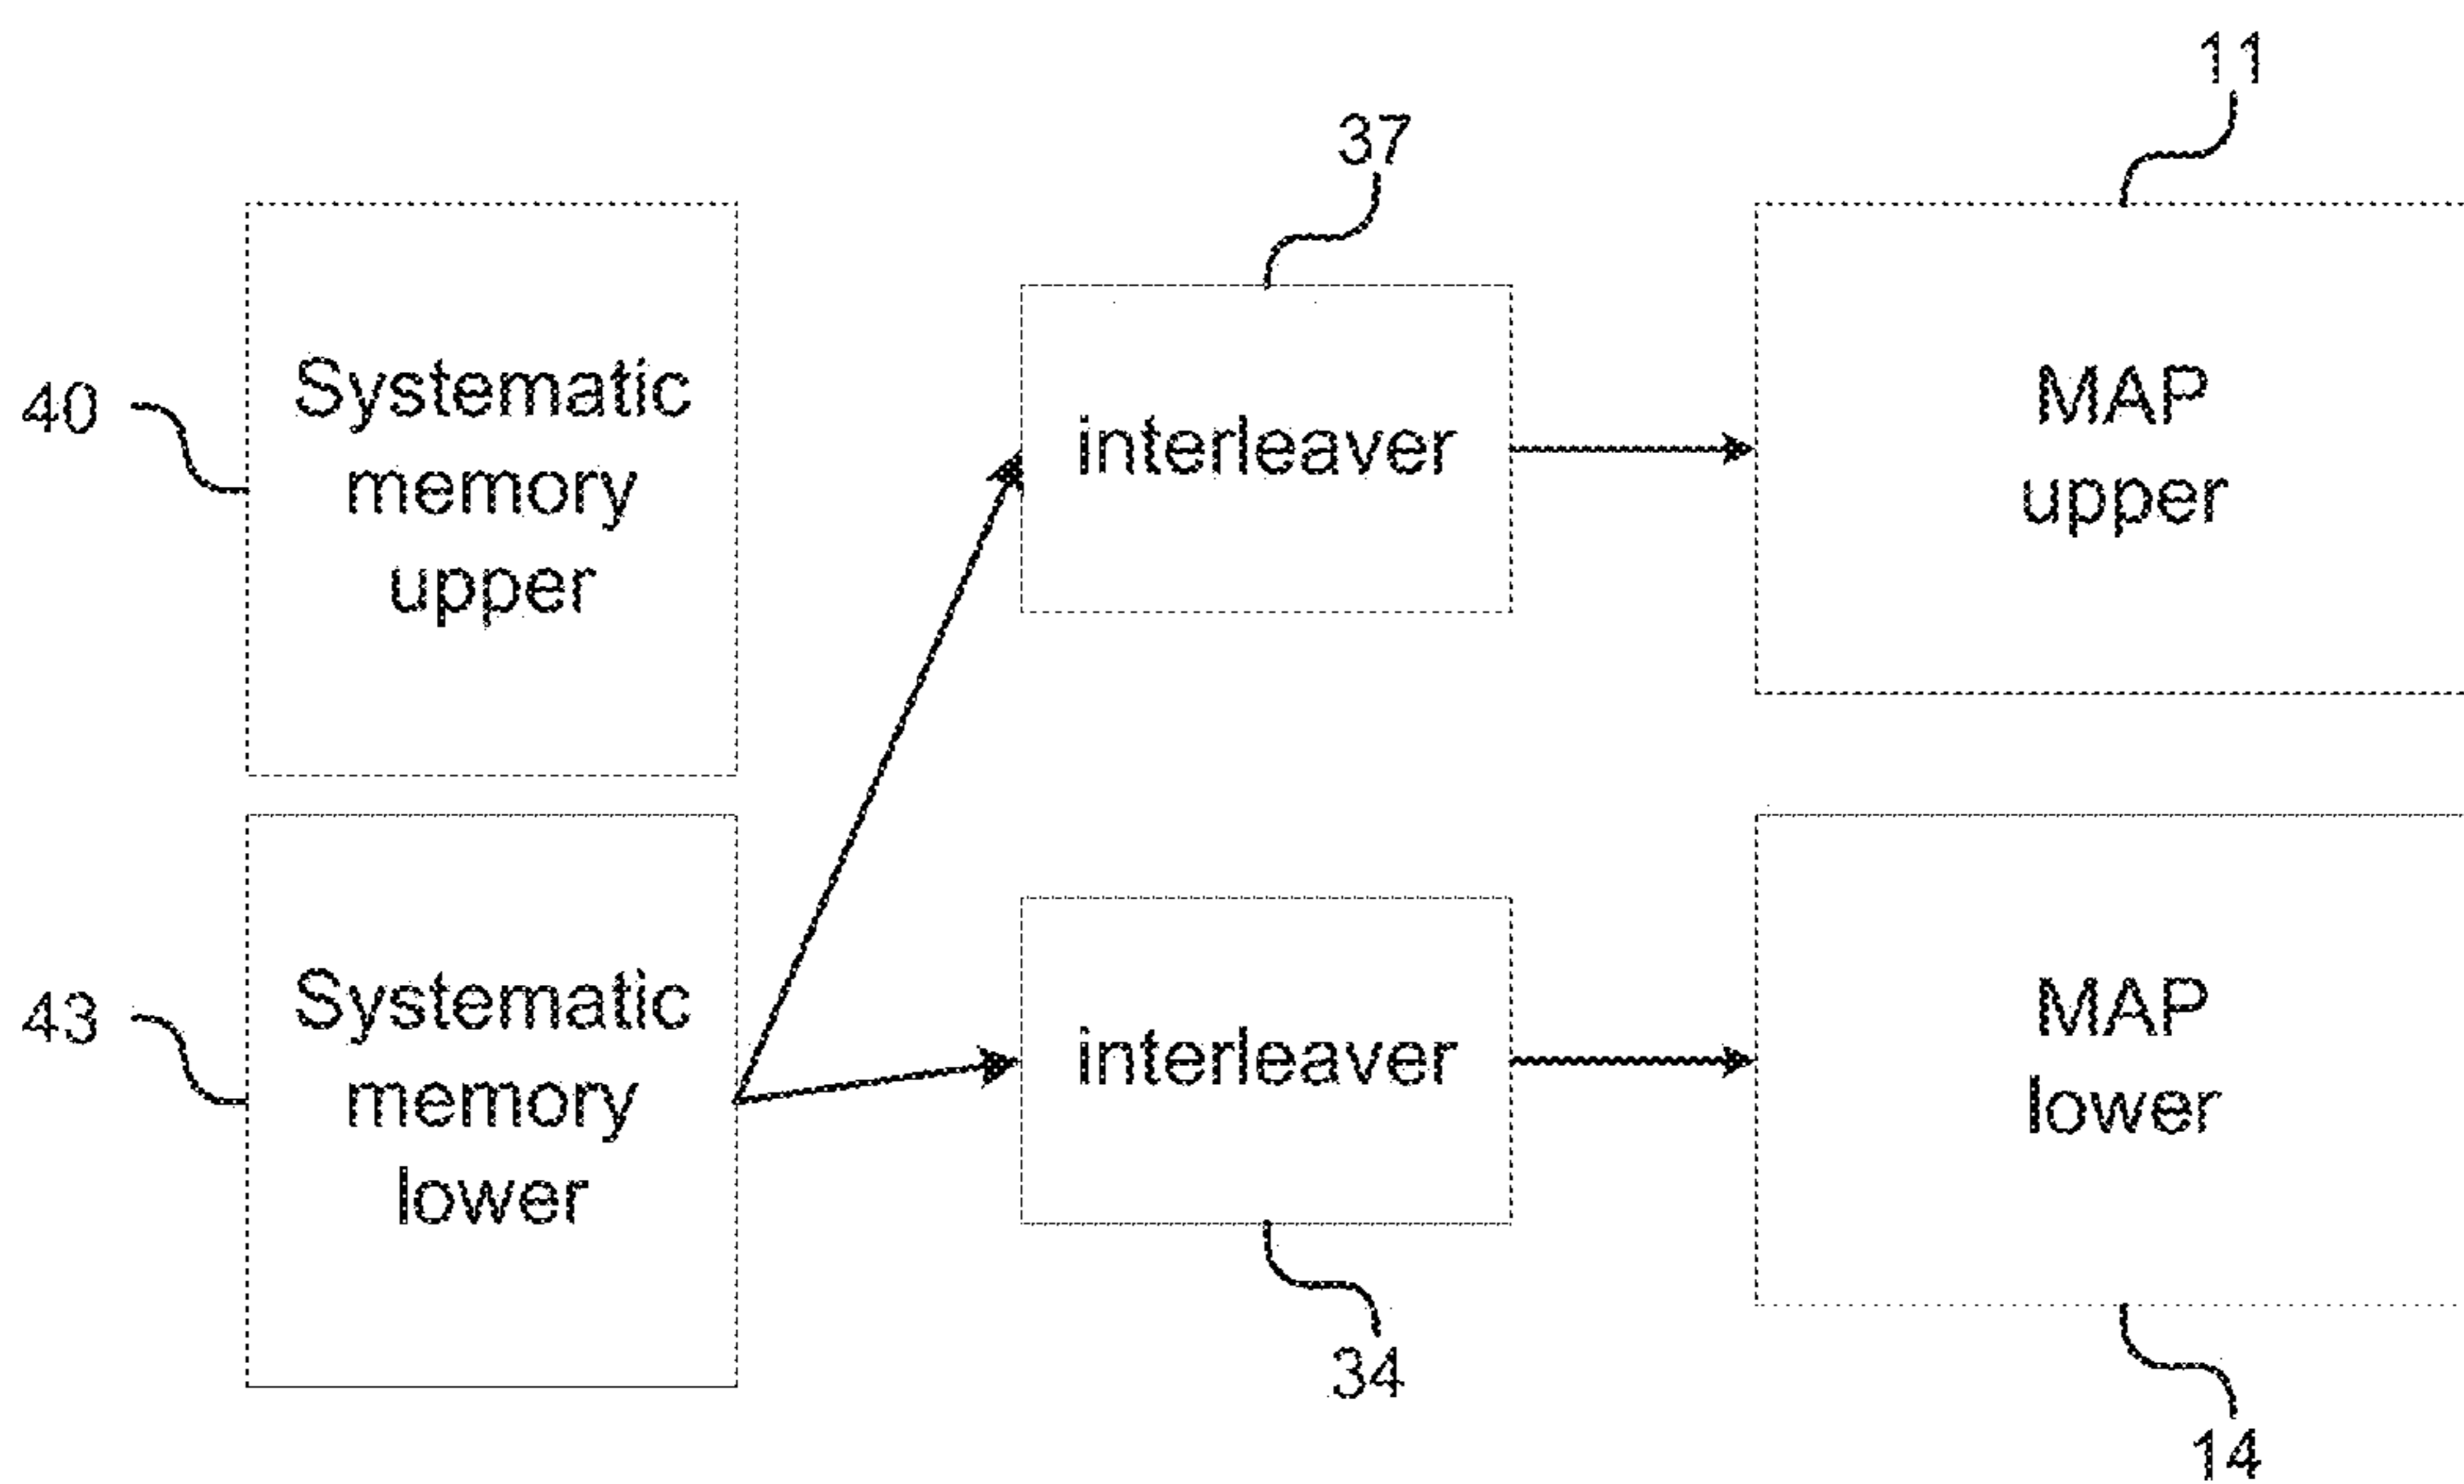 11
37
40
Systematic
memory
upper
interleaver
MAP
upper
43
Systematic
memory
lower
interleaver
MAP
lower
34
14